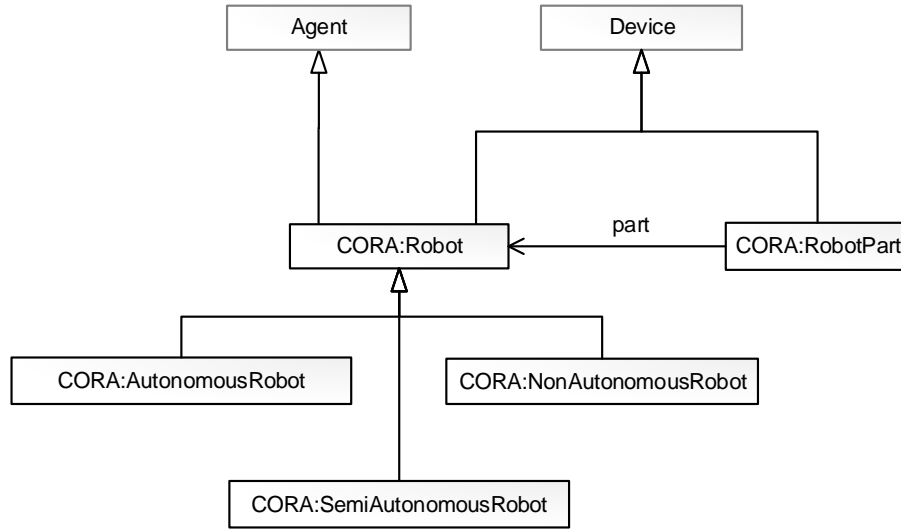 Agent
Device
part
CORA:Robot
CORA:RobotPart
CORA:AutonomousRobot
CORA:NonAutonomousRobot
CORA:SemiAutonomousRobot